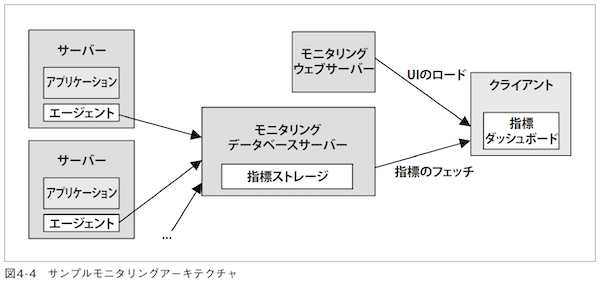 サーバー
アプリケーション
エージェント
サーバー
アプリケーション
エージェント
...
モニタリング
データベースサーバー
指標ストレージ
モニタリング
ウェブサーバー
UIのロード
指標のフェッチ
クライアント
指標
ダッシュボード
図4-4 サンプルモニタリングアーキテクチャ